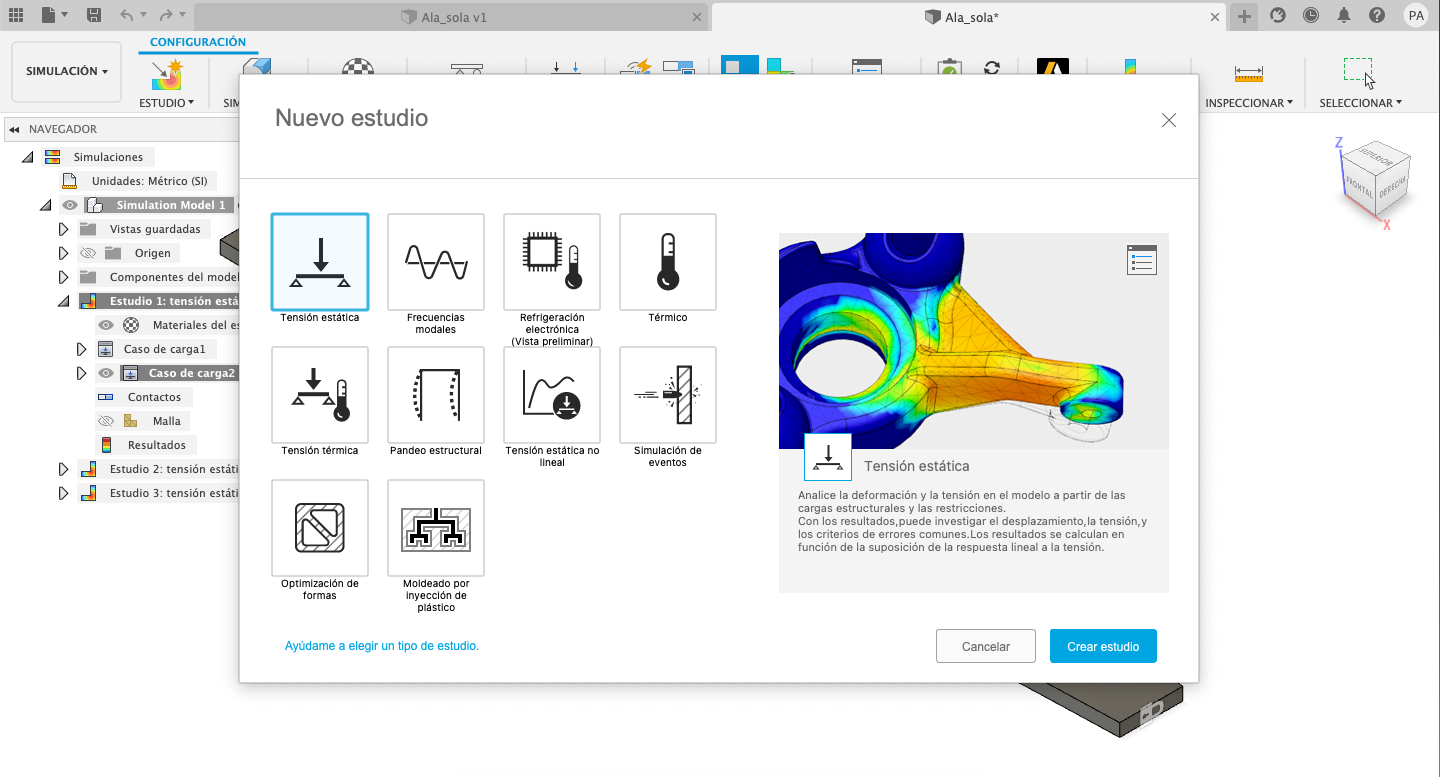 Ala_sola v1
Ala_sola*
PA
CONFIGURACIÓN
SIMULACIÓN
ESTUDIO
SIM
INSPECCIONAR
SELECCIONAR
NAVEGADOR
Simulaciones
Unidades: Métrico (SI)
Simulation Model 1
Vistas guardadas
Origen
Componentes del model
Estudio 1: tensión está
Materiales del es
Caso de carga1
Caso de carga2
Contactos
Malla
Resultados
Estudio 2: tensión estáti
Estudio 3: tensión estáti
Z
SUPERIOR
FRONTAL
DERECHA
X
Nuevo estudio
Tensión estática
Frecuencias
modales
Refrigeración
electrónica
(Vista preliminar)
Térmico
Tensión térmica
Pandeo estructural
Tensión estática no
lineal
Simulación de
eventos
Optimización de
formas
Moldeado por
inyección de
plástico
Tensión estática
Analice la deformación y la tensión en el modelo a partir de las
cargas estructurales y las restricciones.
Con los resultados,puede investigar el desplazamiento,la tensión,y
los criterios de errores comunes.Los resultados se calculan en
función de la suposición de la respuesta lineal a la tensión.
Ayúdame a elegir un tipo de estudio.
Cancelar
Crear estudio